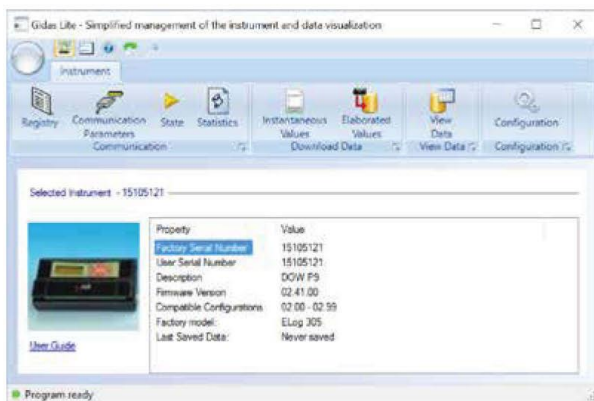 Gidas Lite - Simplified management of the instrument and data visualization
Instrument
Registry Communication Parameters State Statistics Instantaneous Values Elaborated Values View Data Configuration
Communication Download Data View Data Configuration
Selected Instrument - 15105121
Property Value
Factory Serial Number 15105121
User Serial Number 15105121
Description DOW P9
Firmware Version 02.41.00
Compatible Configurations 02.00 - 02.99
Factory model: ELog 305
Last Saved Data: Never saved
User Guide
Program ready